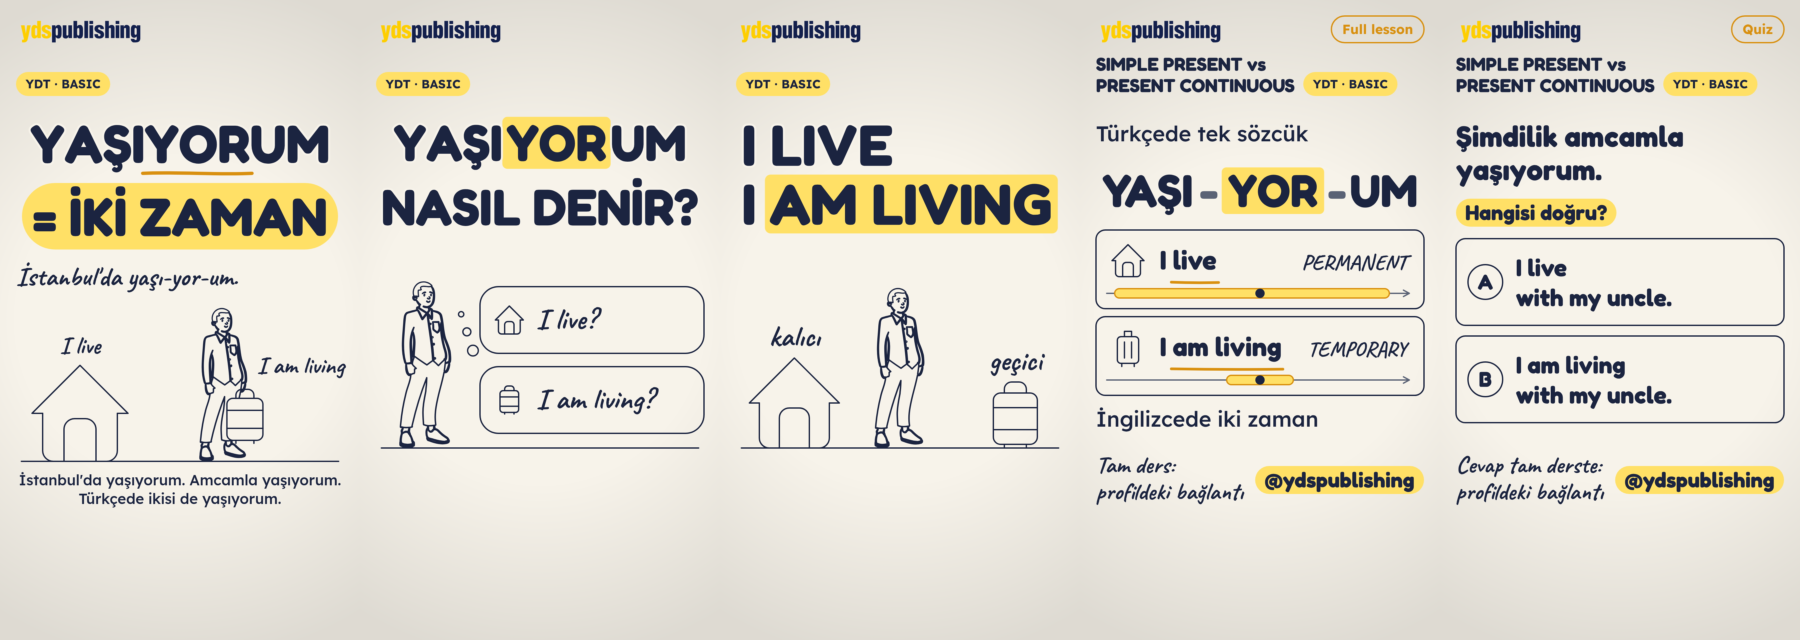 ydspublishing
YDT · BASIC
YAŞIYORUM
= İKİ ZAMAN
İstanbul'da yaşı-yor-um.
I live
I am living
İstanbul'da yaşıyorum. Amcamla yaşıyorum.
Türkçede ikisi de yaşıyorum.
ydspublishing
YDT · BASIC
YAŞIYORUM
NASIL DENİR?
I live?
I am living?
ydspublishing
YDT · BASIC
I LIVE
I AM LIVING
kalıcı
geçici
ydspublishing
Full lesson
SIMPLE PRESENT vs
PRESENT CONTINUOUS
YDT · BASIC
Türkçede tek sözcük
YAŞI - YOR - UM
I live
PERMANENT
I am living
TEMPORARY
İngilizcede iki zaman
Tam ders:
profildeki bağlantı
@ydspublishing
ydspublishing
Quiz
SIMPLE PRESENT vs
PRESENT CONTINUOUS
YDT · BASIC
Şimdilik amcamla
yaşıyorum.
Hangisi doğru?
A
I live
with my uncle.
B
I am living
with my uncle.
Cevap tam derste:
profildeki bağlantı
@ydspublishing